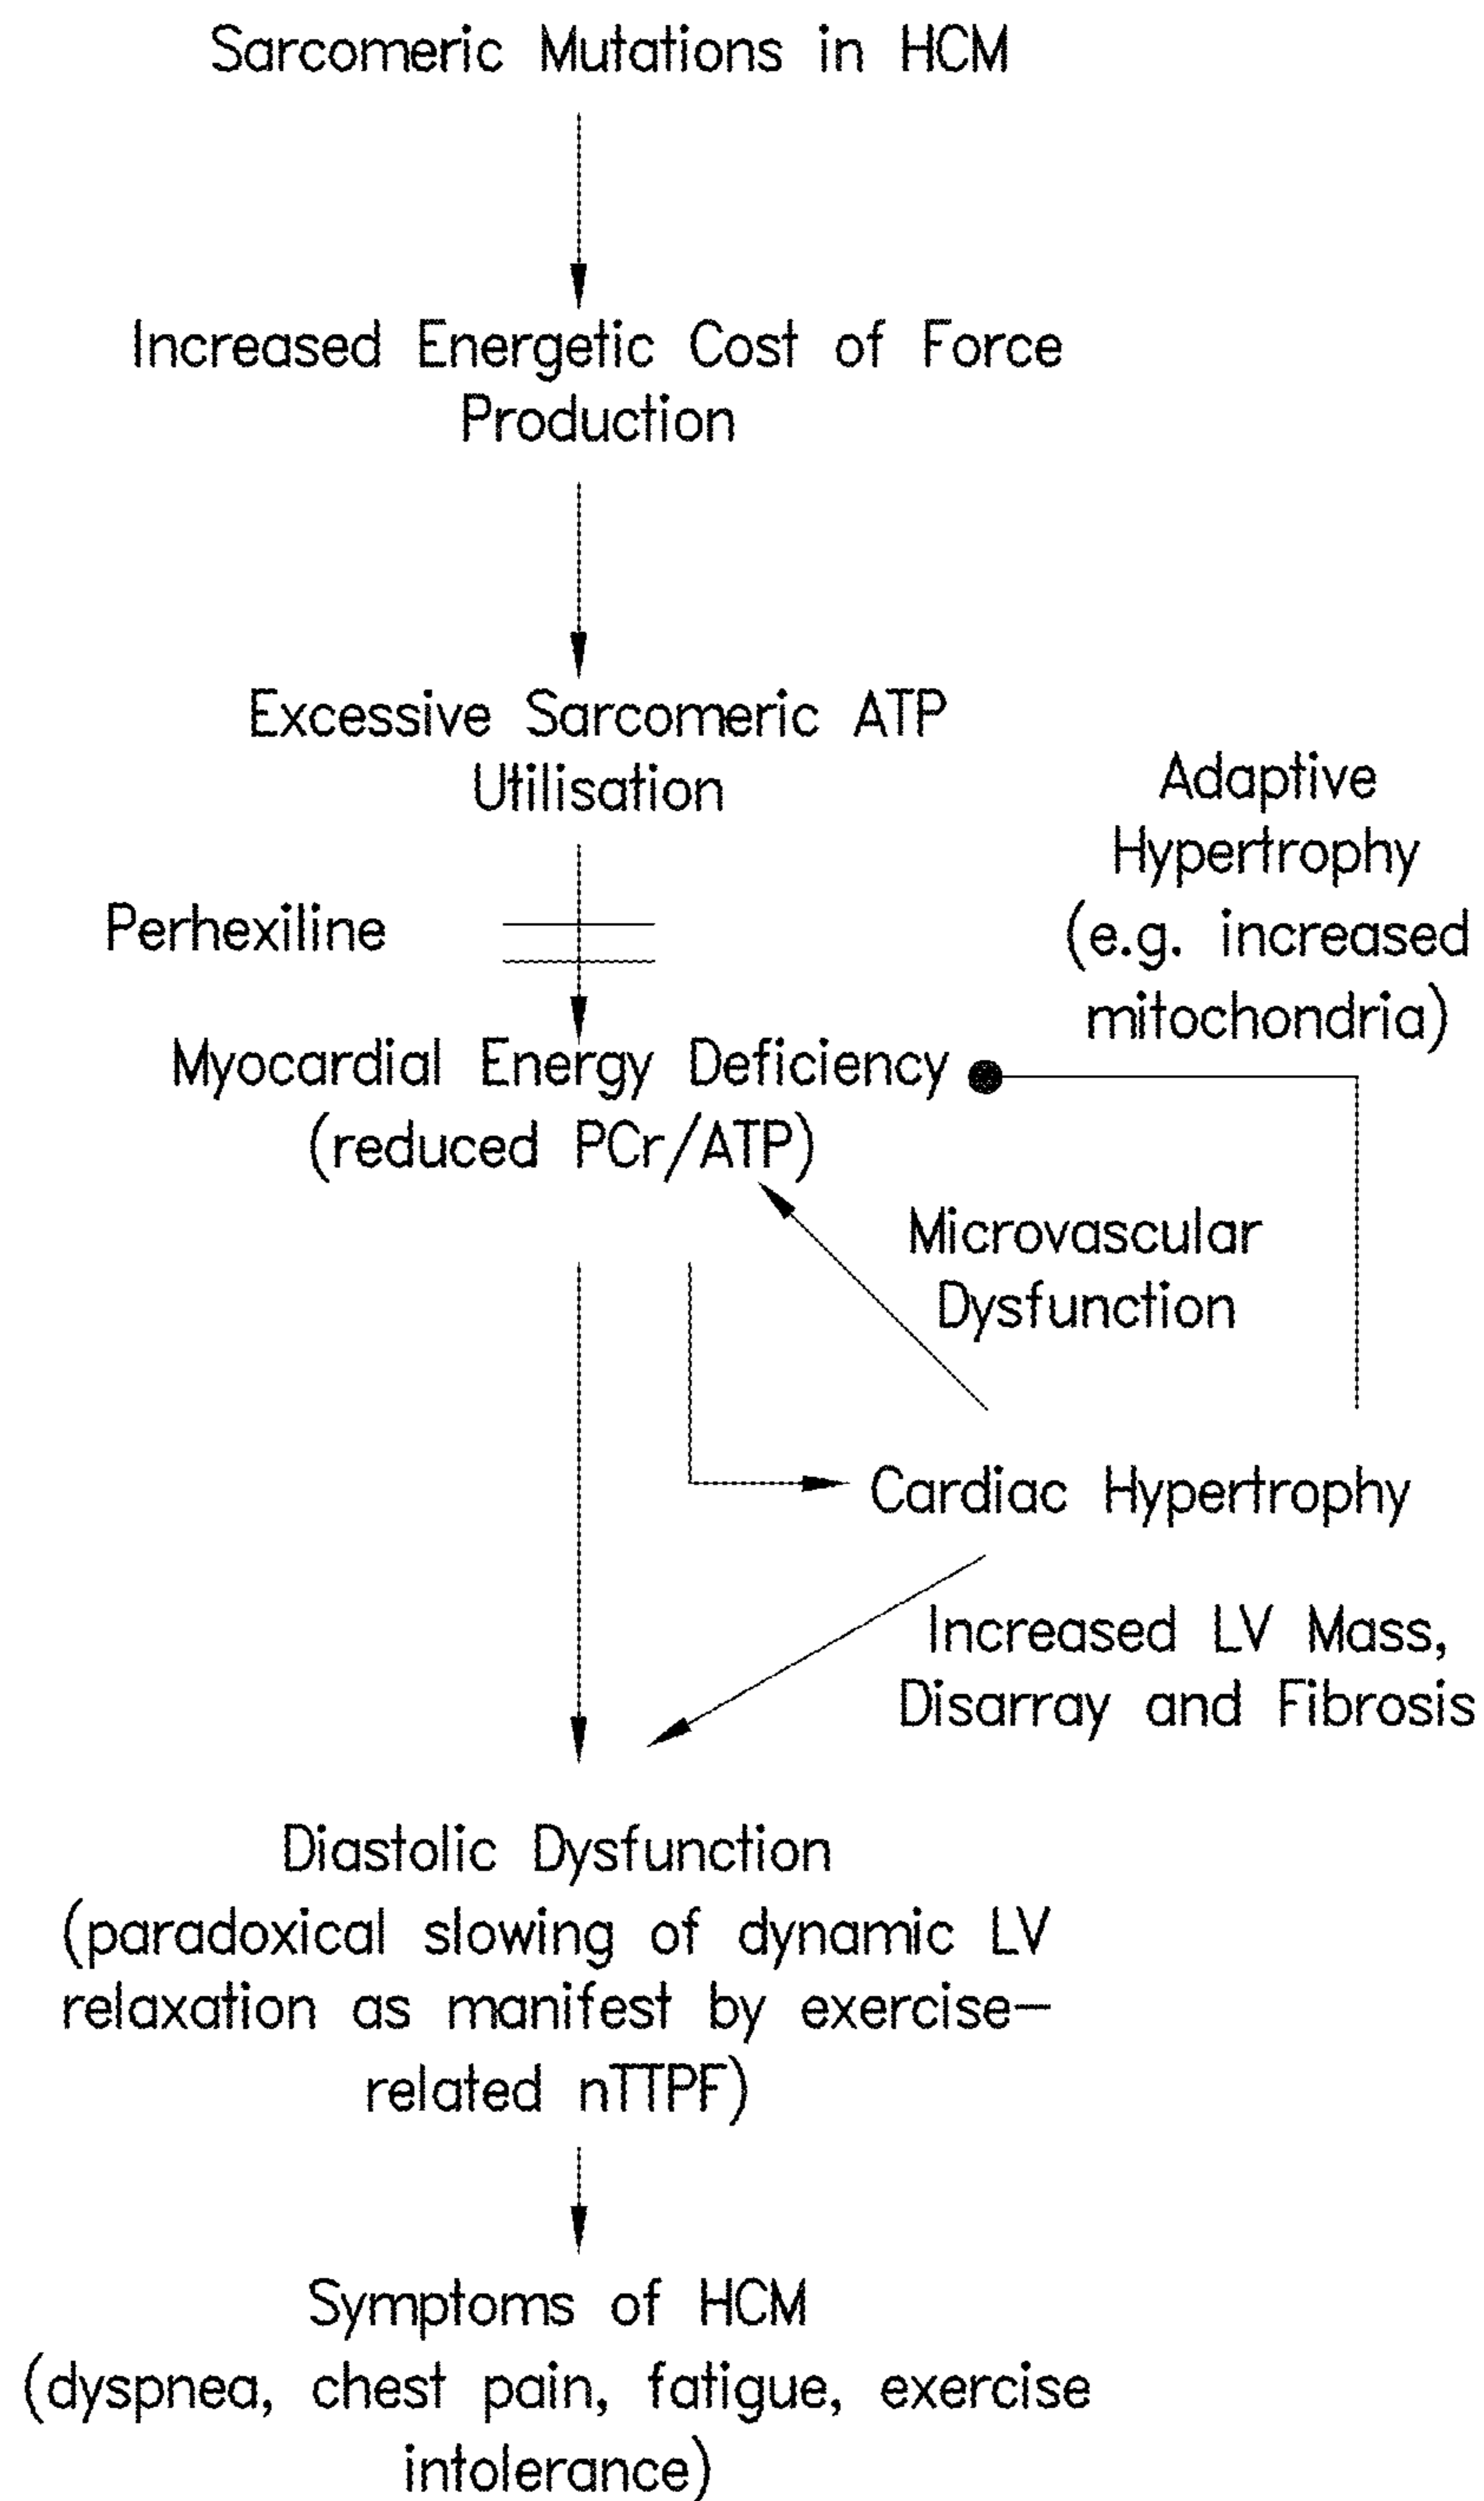 Sarcomeric Mutations in HCM
Increased Energetic Cost of Force
Production
Excessive Sarcomeric ATP
Utilisation
Adaptive
Hypertrophy
(e.g. increased
mitochondria)
Perhexiline
Myocardial Energy Deficiency
(reduced PCr/ATP)
Microvascular
Dysfunction
Cardiac Hypertrophy
Increased LV Mass,
Disarray and Fibrosis
Diastolic Dysfunction
(paradoxical slowing of dynamic LV
relaxation as manifest by exercise-
related nTTPF)
Symptoms of HCM
(dyspnea, chest pain, fatigue, exercise
intolerance)